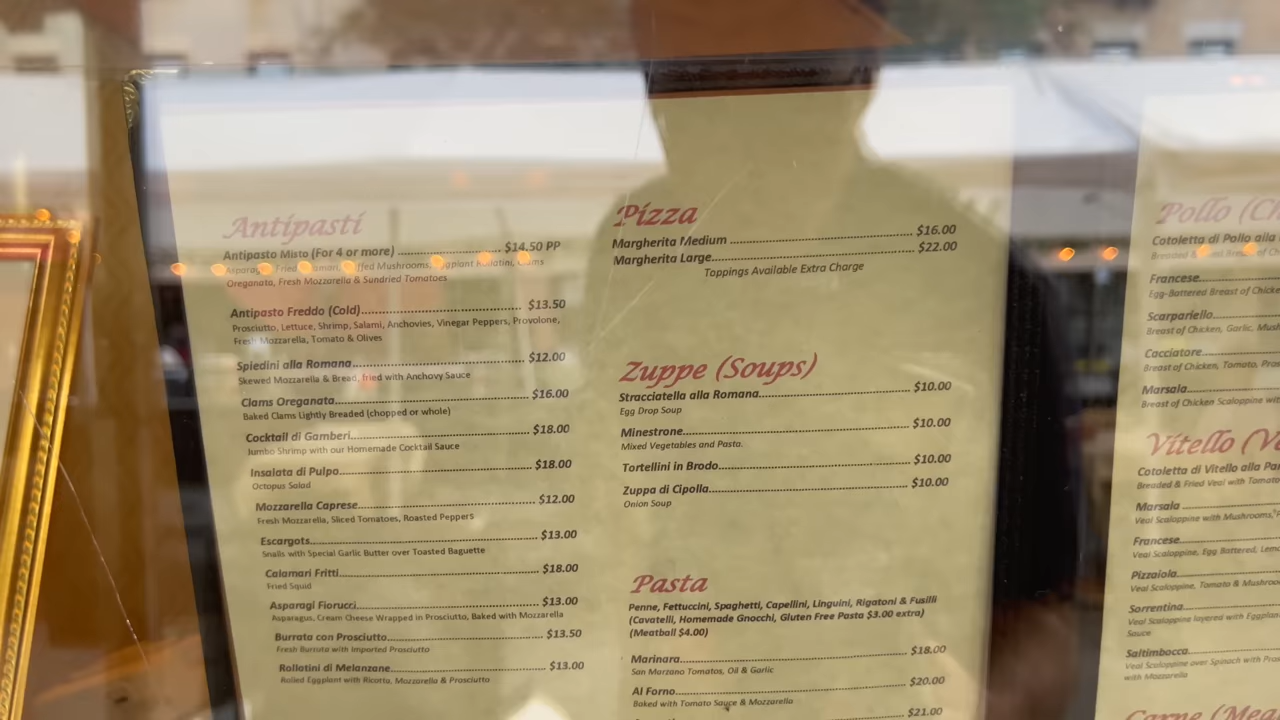 Antipasti
Antipasto Misto (For 4 or more) ........ $14.50 PP
Fried Mushrooms, Eggplant Rollatini, Clams
Oreganata, Fresh Mozzarella & Sundried Tomatoes
Antipasto Freddo (Cold)........ $13.50
Prosciutto, Lettuce, Shrimp, Salami, Anchovies, Vinegar Peppers, Provolone,
Fresh Mozzarella, Tomato & Olives
Spiedini alla Romana........ $12.00
Skewed Mozzarella & Bread, fried with Anchovy Sauce
Clams Oreganata........ $16.00
Baked Clams Lightly Breaded (chopped or whole)
Cocktail di Gamberi........ $18.00
Jumbo Shrimp with our Homemade Cocktail Sauce
Insalata di Pulpo........ $18.00
Octopus Salad
Mozzarella Caprese........ $12.00
Fresh Mozzarella, Sliced Tomatoes, Roasted Peppers
Escargots........ $13.00
Snails with Special Garlic Butter over Toasted Baguette
Calamari Fritti........ $18.00
Fried Squid
Asparagi Fiorucci........ $13.00
Asparagus, Cream Cheese Wrapped in Prosciutto, Baked with Mozzarella
Burrata con Prosciutto........ $13.50
Fresh Burrata with Imported Prosciutto
Rollotini di Melanzane........ $13.00
Rolled Eggplant with Ricotta, Mozzarella & Prosciutto
Pizza
Margherita Medium ........ $16.00
Margherita Large........ $22.00
Toppings Available Extra Charge
Zuppe (Soups)
Stracciatella alla Romana........ $10.00
Egg Drop Soup
Minestrone........ $10.00
Mixed Vegetables and Pasta.
Tortellini in Brodo........ $10.00
Zuppa di Cipolla........ $10.00
Onion Soup
Pasta
Penne, Fettuccini, Spaghetti, Capellini, Linguini, Rigatoni & Fusilli
(Cavatelli, Homemade Gnocchi, Gluten Free Pasta $3.00 extra)
(Meatball $4.00)
Marinara........ $18.00
San Marzano Tomatos, Oil & Garlic
Al Forno........ $20.00
Baked with Tomato Sauce & Mozzarella
$21.00
Pollo
Cotoletta di Pollo alla
Breaded &
Francese........
Egg-Battered Breast of
Scarpariello........
Breast of Chicken, Garlic,
Cacciatore........
Breast of Chicken, Tomato,
Marsala........
Breast of Chicken Scaloppine
Vitello
Cotoletta di Vitello alla
Breaded & Fried Veal with
Marsala ........
Veal Scaloppine with Mushrooms,
Francese........
Veal Scaloppine, Egg Battered,
Pizzaiola........
Veal Scaloppine, Tomato &
Sorrentina
Veal Scaloppine layered with
Sauce
Saltimbocca........
Veal Scaloppine over Spinach with
with Mozzarella
Carne